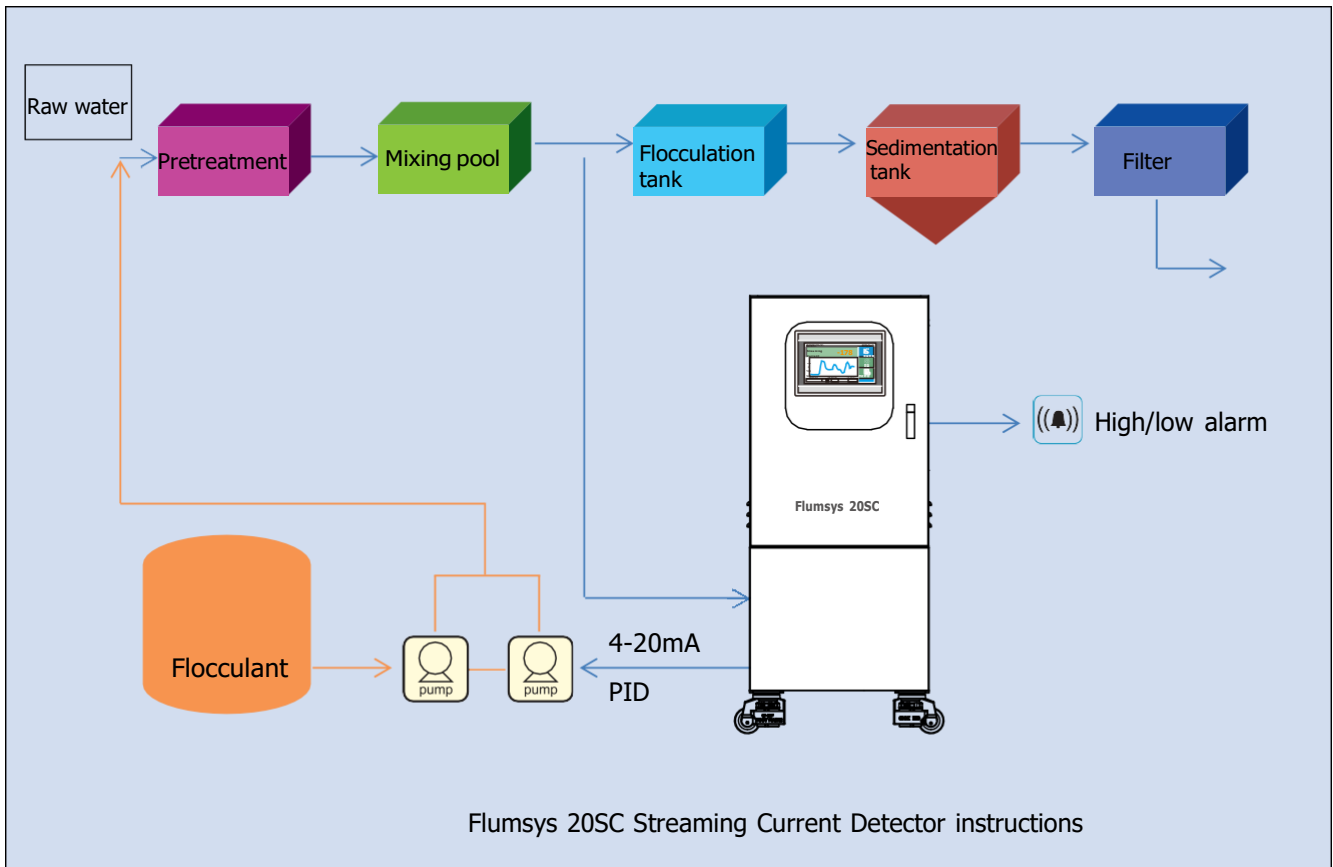 Raw water
Pretreatment
Mixing pool
Flocculation
tank
Sedimentation
tank
Filter
High/low alarm
Flumsys 20SC
Flocculant
pump
pump
4-20mA
PID
Flumsys 20SC Streaming Current Detector instructions